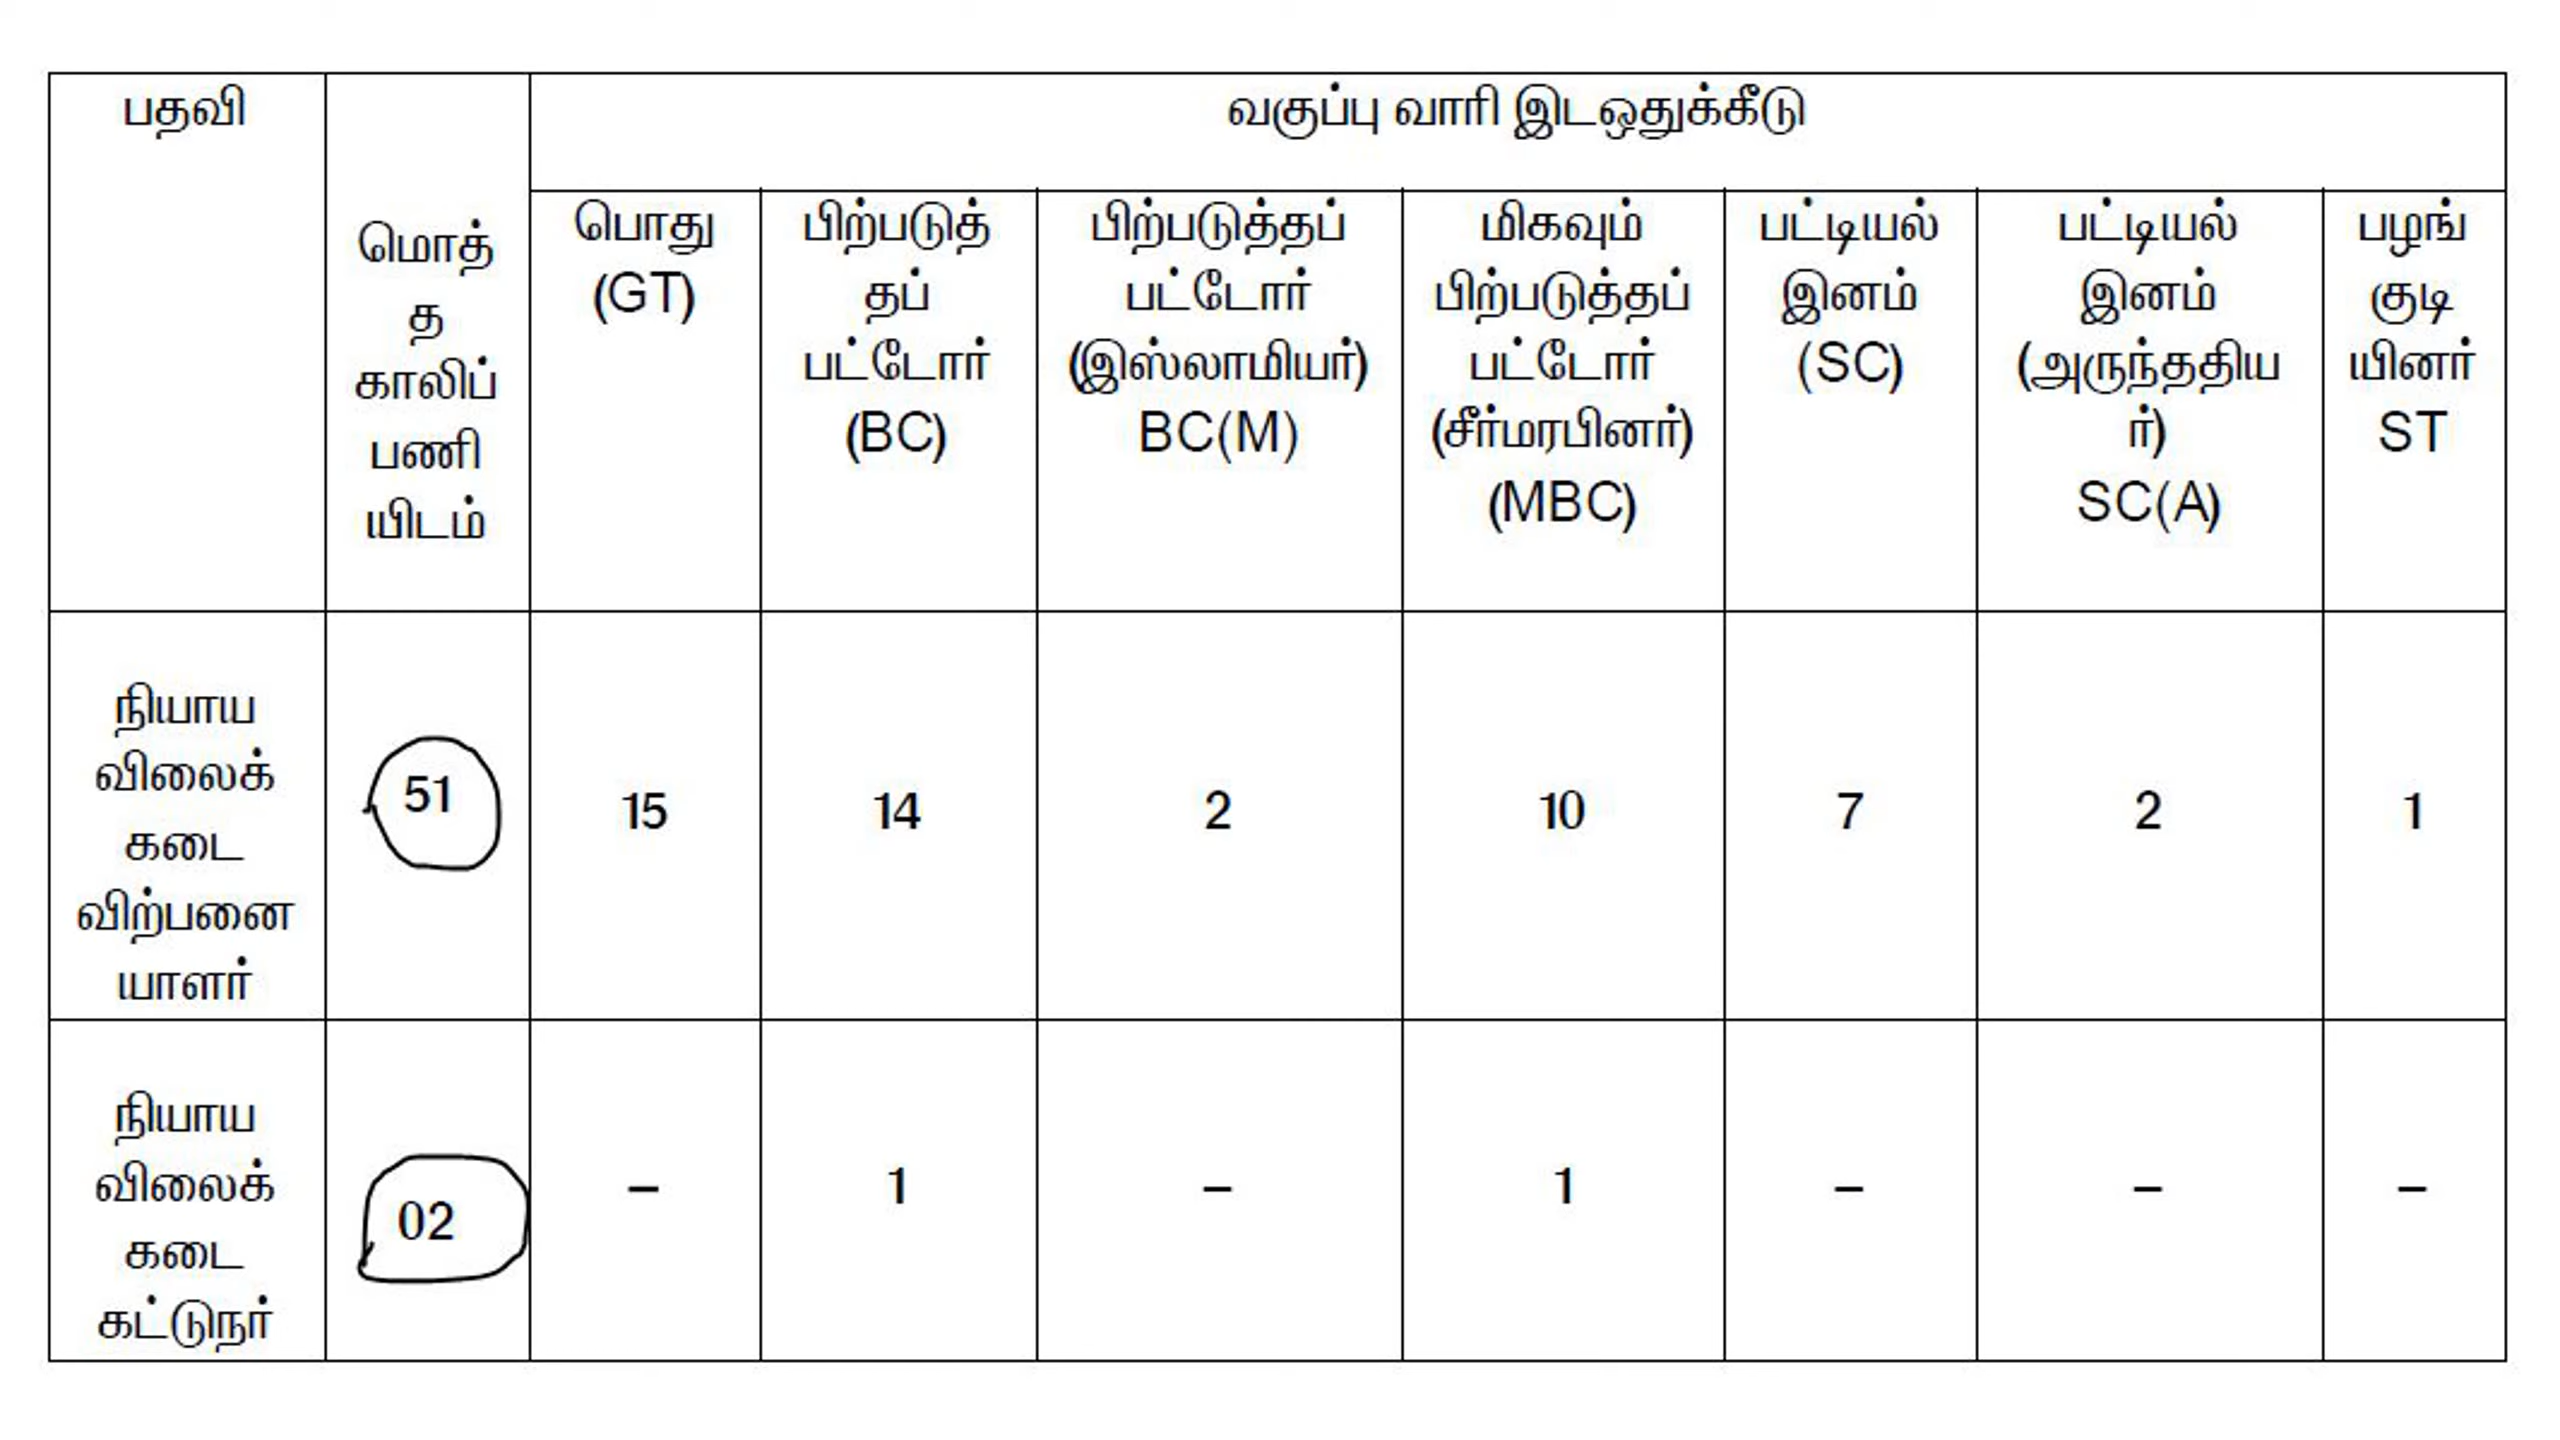 பதவி
மொத்
த
காலிப்
பணி
யிடம்
வகுப்பு வாரி இடஒதுக்கீடு
பொது
(GT)
பிற்படுத்
தப்
பட்டோர்
(BC)
பிற்படுத்தப்
பட்டோர்
(இஸ்லாமியர்)
BC(M)
மிகவும்
பிற்படுத்தப்
பட்டோர்
(சீர்மரபினர்)
(MBC)
பட்டியல்
இனம்
(SC)
பட்டியல்
இனம்
(அருந்ததிய
ர்)
SC(A)
பழங்
குடி
யினர்
ST
நியாய
விலைக்
கடை
விற்பனை
யாளர்
51
15
14
2
10
7
2
1
நியாய
விலைக்
கடை
கட்டுநர்
02
–
1
–
1
–
–
–